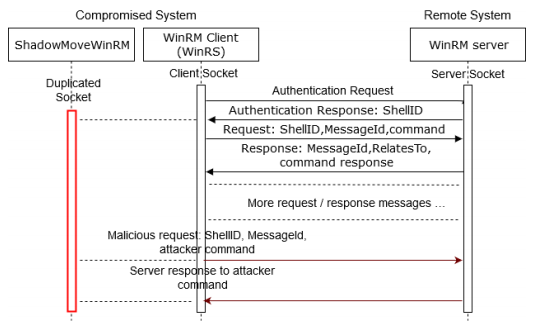 Compromised System
Remote System
ShadowMoveWinRM
WinRM Client
(WinRS)
WinRM server
Client Socket
Server Socket
Duplicated
Socket
Authentication Request
Authentication Response: ShellID
Request: ShellID,MessageId,command
Response: MessageId,RelatesTo,
command response
More request / response messages ...
Malicious request: ShellID, MessageId,
attacker command
Server response to attacker
command